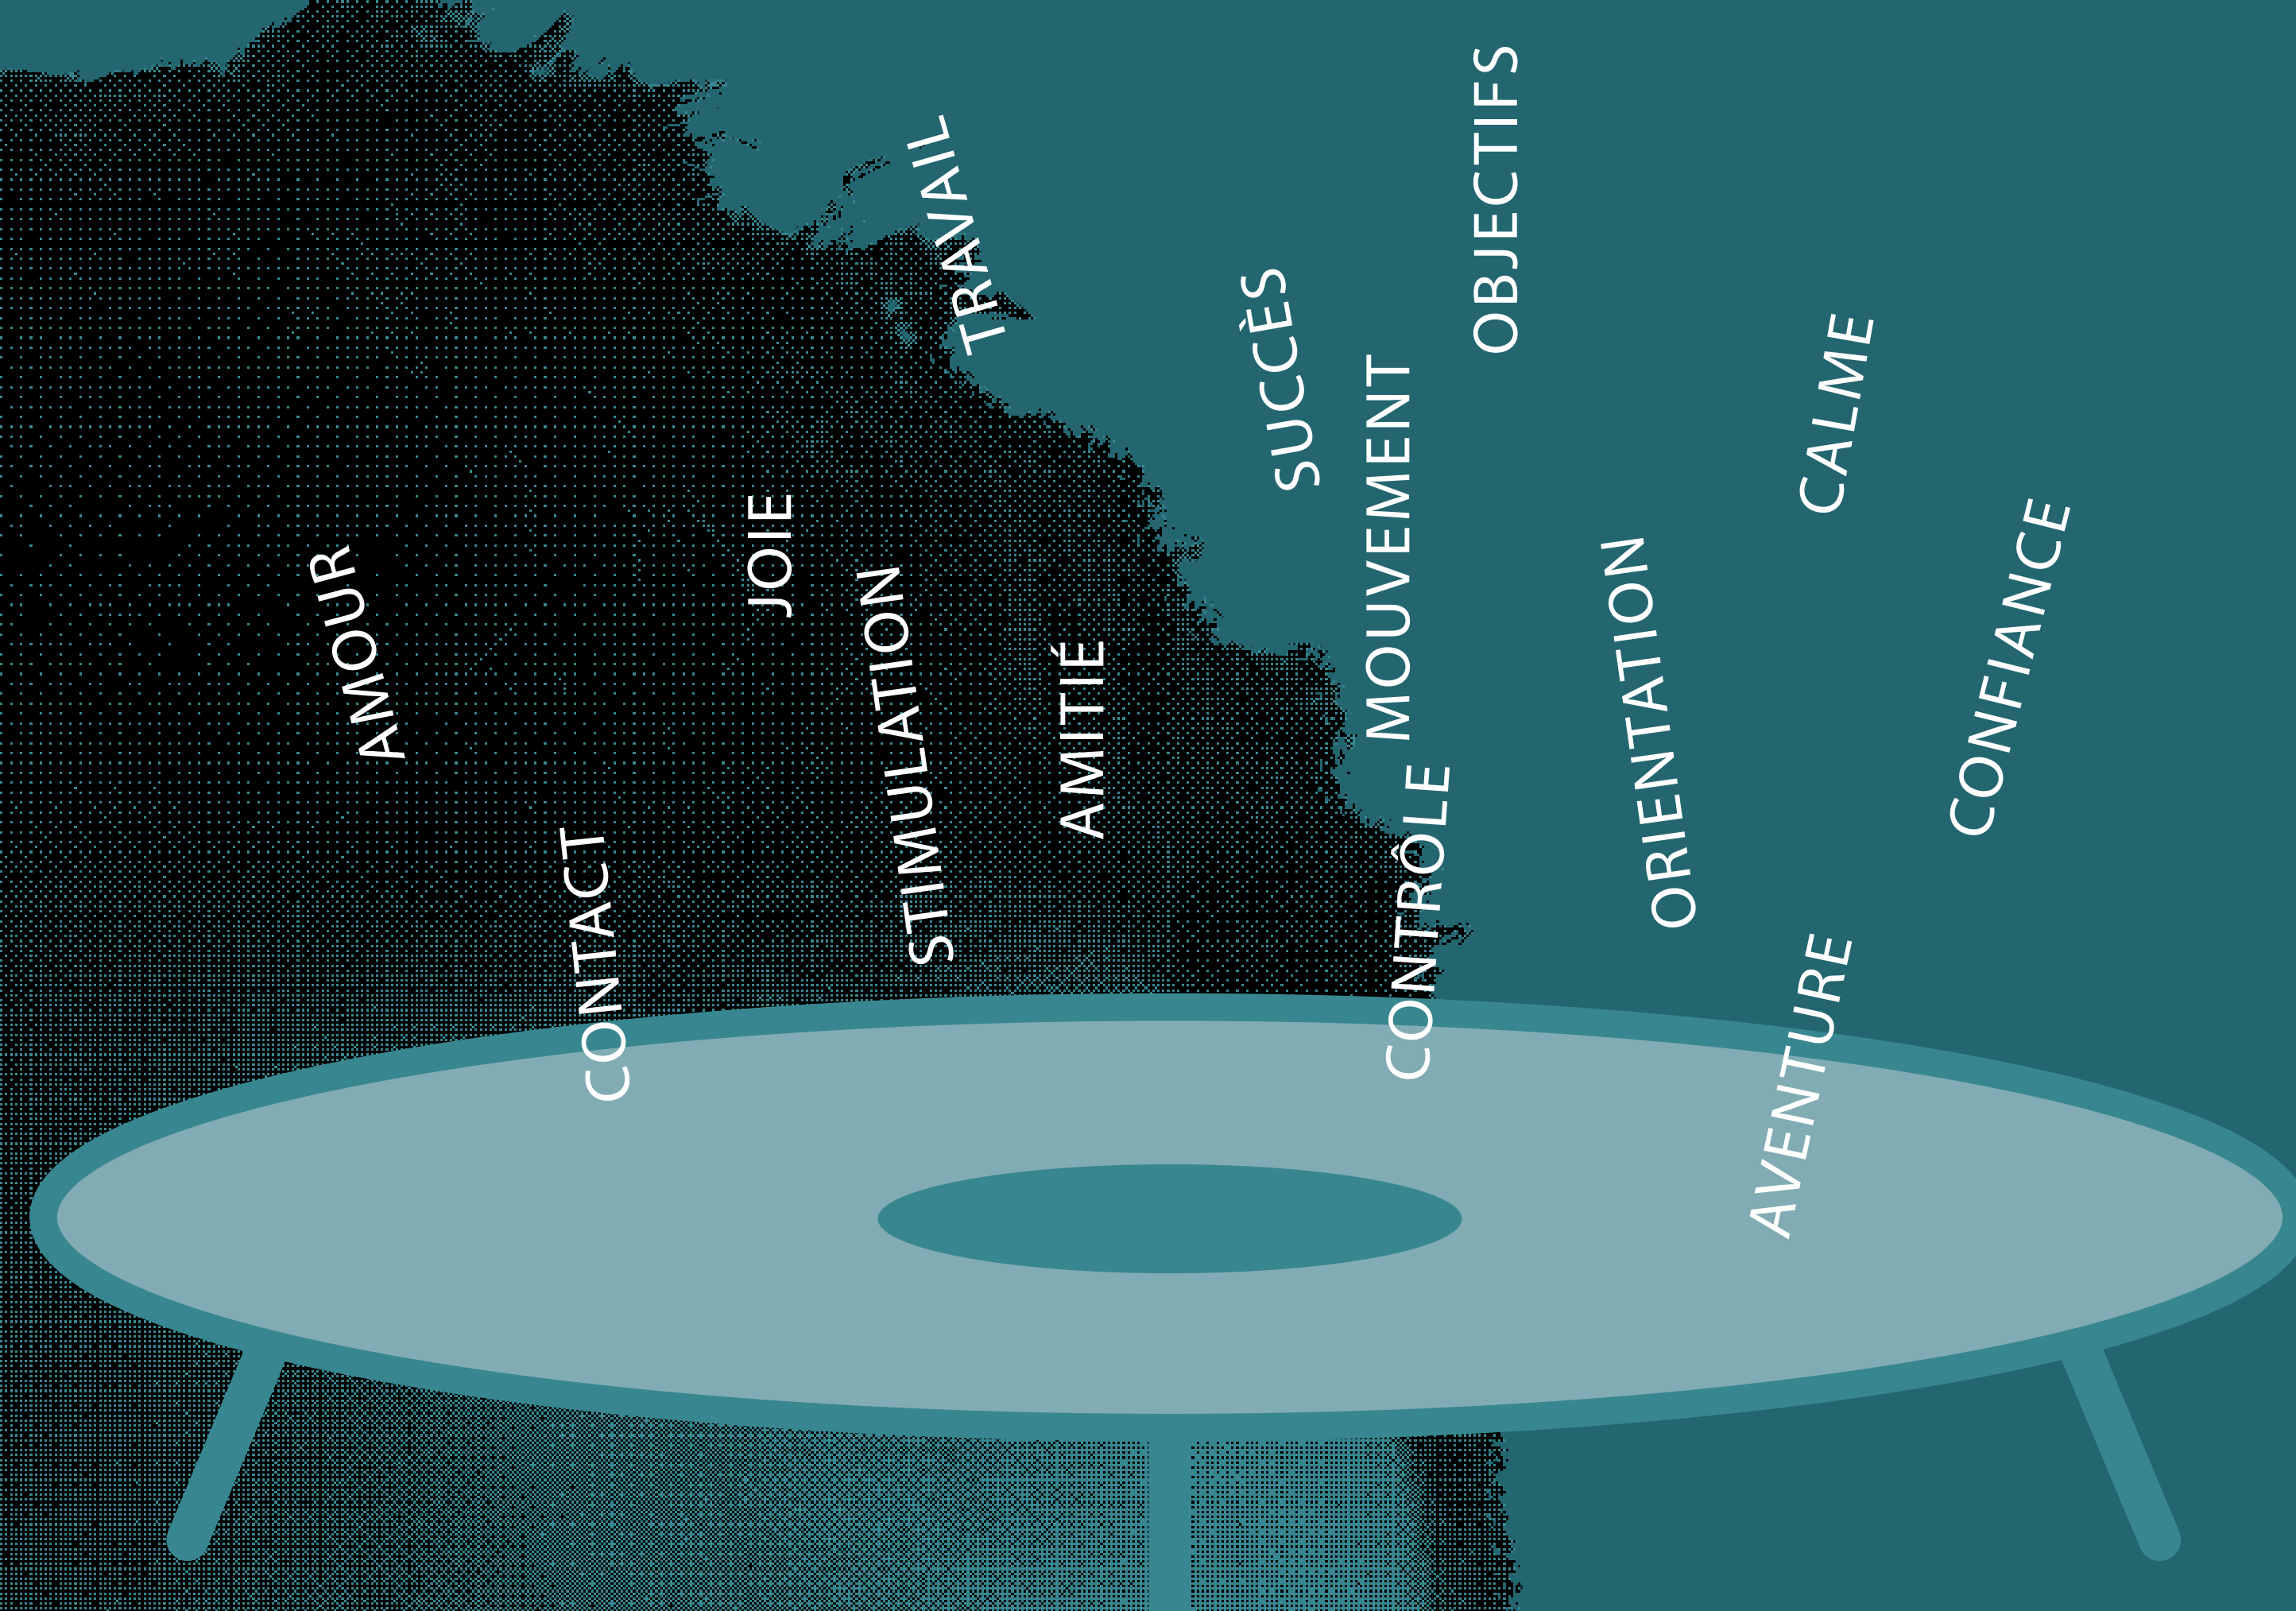 AMOUR
CONTACT
JOIE
STIMULATION
TRAVAIL
AMITIÉ
SUCCÈS
MOUVEMENT
CONTRÔLE
OBJECTIFS
ORIENTATION
AVENTURE
CALME
CONFIANCE